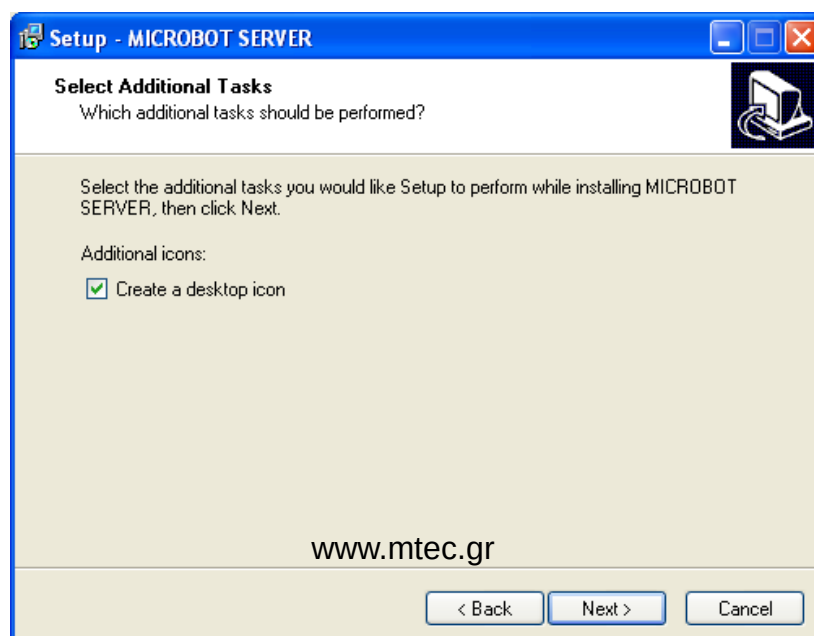 Setup - MICROBOT SERVER
Select Additional Tasks
Which additional tasks should be performed?
Select the additional tasks you would like Setup to perform while installing MICROBOT
SERVER, then click Next.
Additional icons:
Create a desktop icon
www.mtec.gr
< Back Next > Cancel